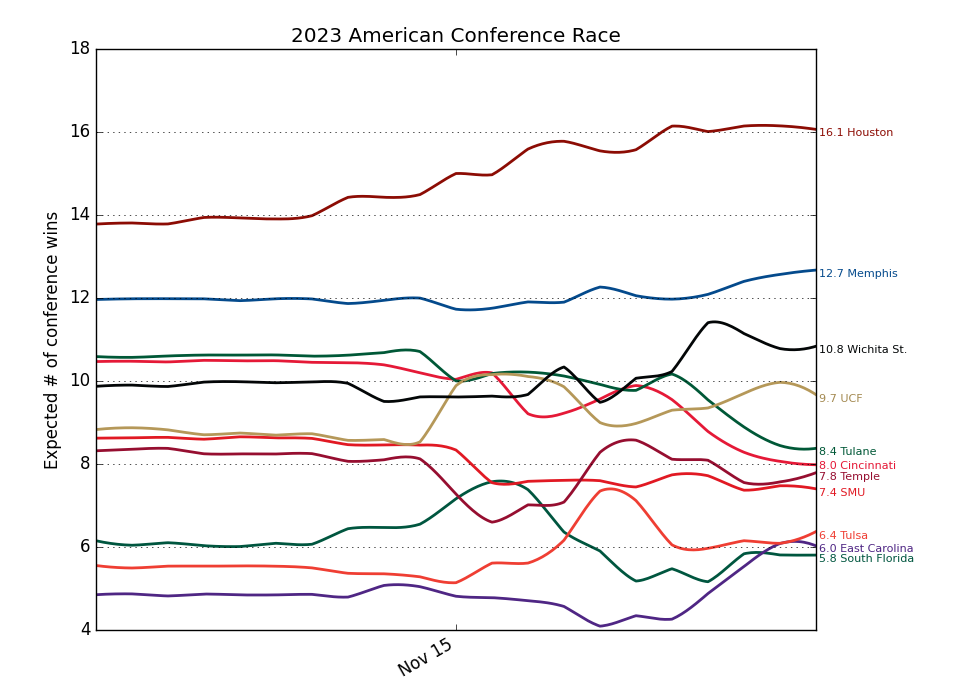 2023 American Conference Race
Expected # of conference wins
18
16
14
12
10
8
6
4
Nov 15
16.1 Houston
12.7 Memphis
10.8 Wichita St.
9.7 UCF
8.4 Tulane
8.0 Cincinnati
7.8 Temple
7.4 SMU
6.4 Tulsa
6.0 East Carolina
5.8 South Florida